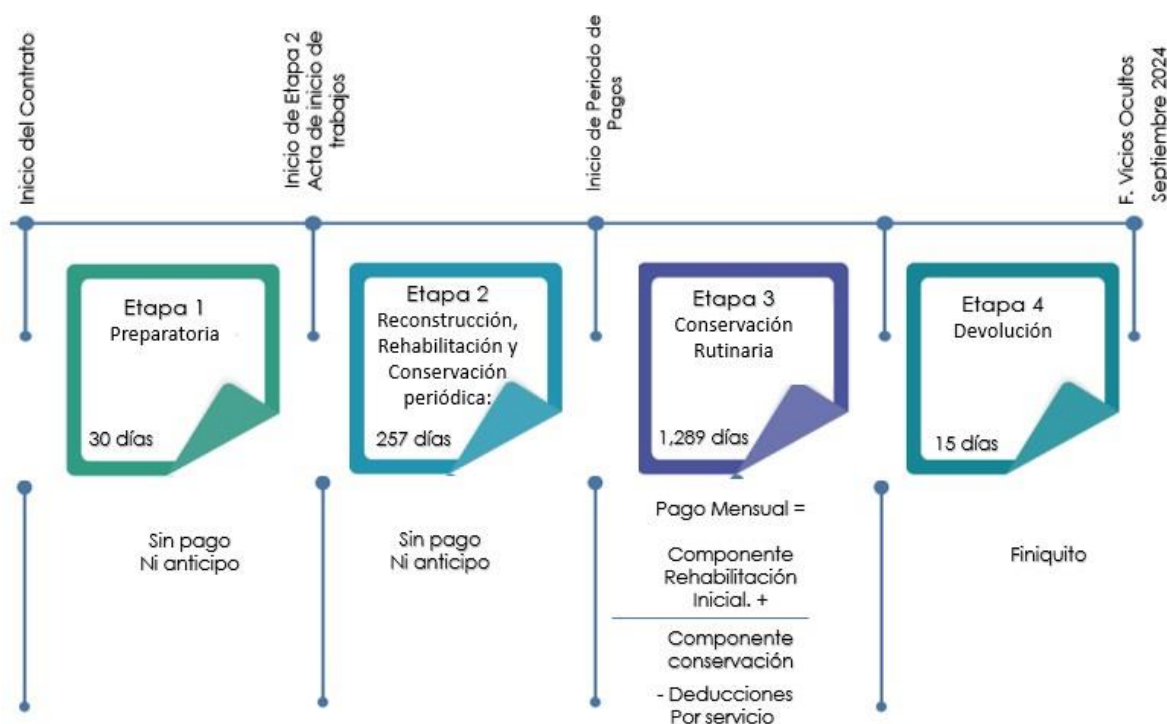 Inicio del Contrato
Inicio de Etapa 2
Acta de inicio de
trabajos
Inicio de Periodo de
Pagos
F. Vicios Ocultos
Septiembre 2024
Etapa 1
Preparatoria
30 días
Etapa 2
Reconstrucción,
Rehabilitación y
Conservación
periódica:
257 días
Etapa 3
Conservación
Rutinaria
1,289 días
Etapa 4
Devolución
15 días
Sin pago
Ni anticipo
Sin pago
Ni anticipo
Pago Mensual =
Componente
Rehabilitación
Inicial. +
Componente
conservación
- Deducciones
Por servicio
Finiquito